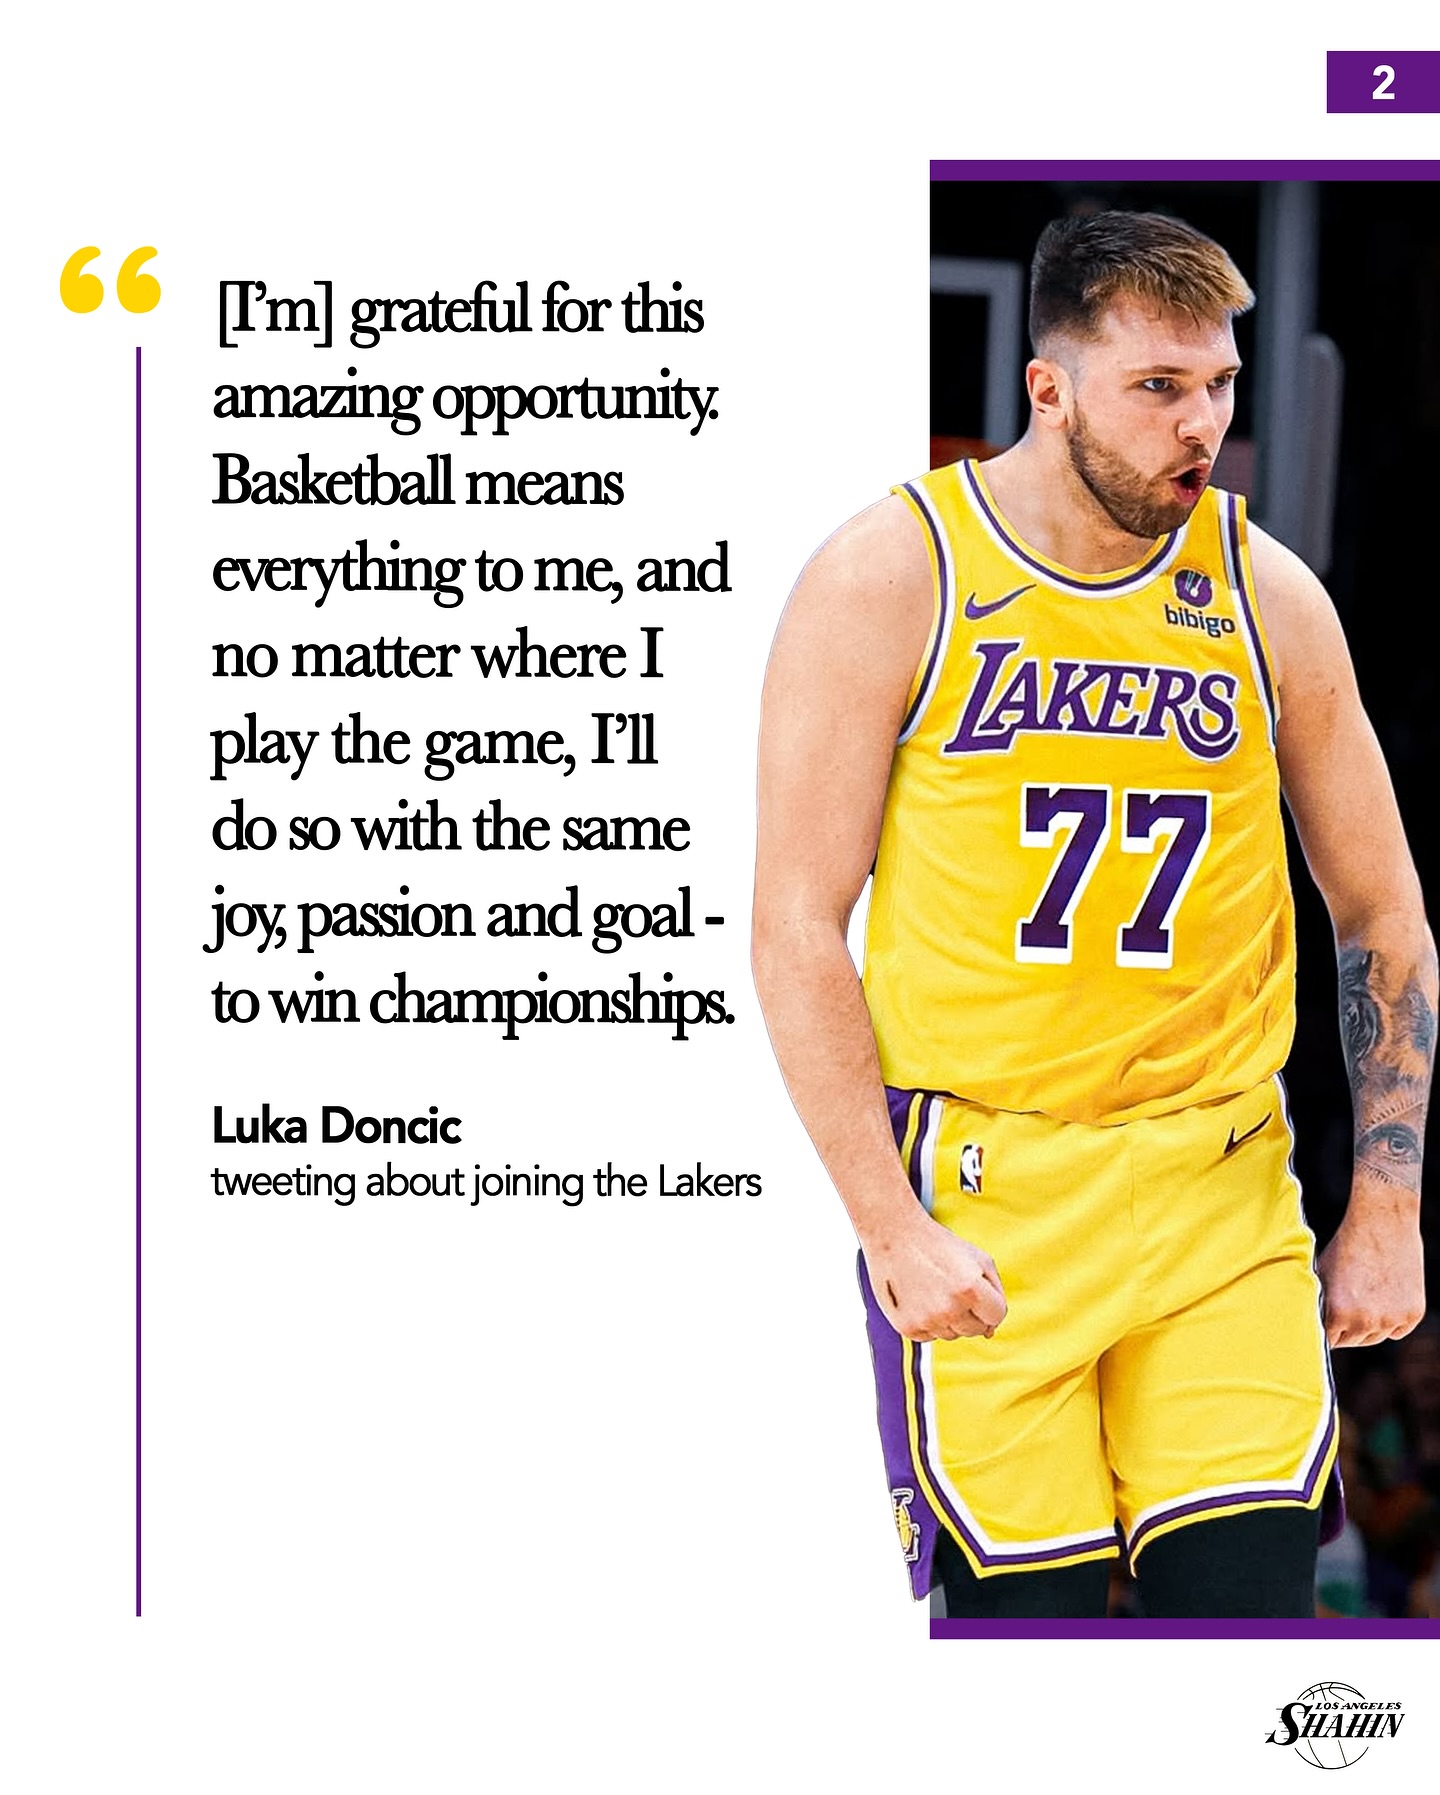 2
“
[I’m] grateful for this
amazing opportunity.
Basketball means
everything to me, and
no matter where I
play the game, I’ll
do so with the same
joy, passion and goal -
to win championships.
Luka Doncic
tweeting about joining the Lakers
bibigo
LAKERS
77
LOS ANGELES
SHAHIN